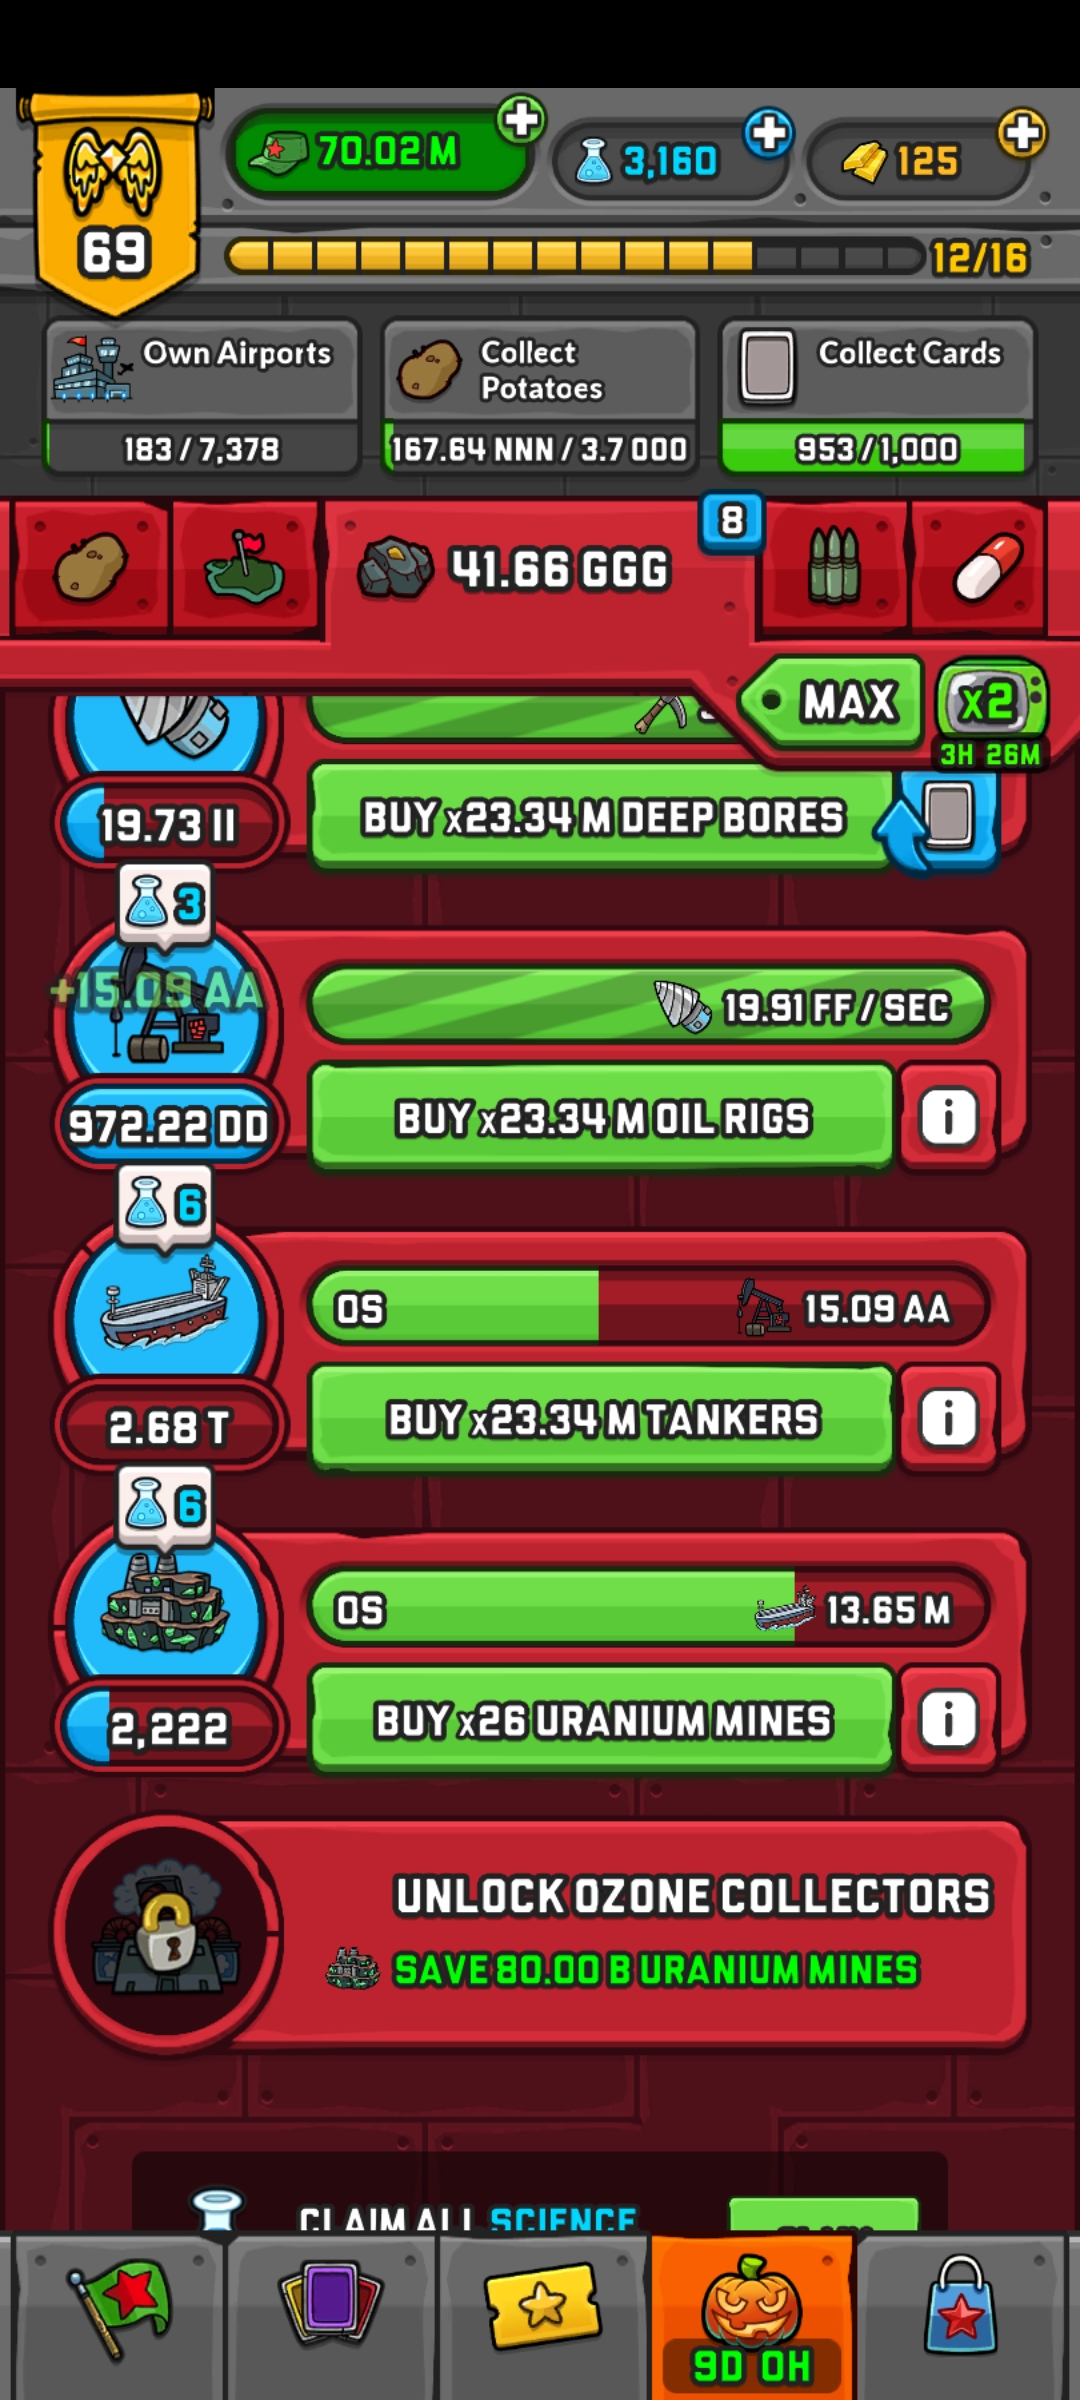 70.02 M
3,160
125
69
12/16
Own Airports
183 / 7,378
Collect
Potatoes
167.64 NNN / 3.7 OOO
Collect Cards
953 / 1,000
41.66 GGG
8
MAX
x2
3H 26M
19.73 II
BUY x23.34 M DEEP BORES
3
+15.09 AA
19.91 FF / SEC
972.22 DD
BUY x23.34 M OIL RIGS
i
6
0S
15.09 AA
2.68 T
BUY x23.34 M TANKERS
i
6
0S
13.65 M
2,222
BUY x26 URANIUM MINES
i
UNLOCK OZONE COLLECTORS
SAVE 80.00 B URANIUM MINES
CLAIM ALL SCIENCE
9D 0H